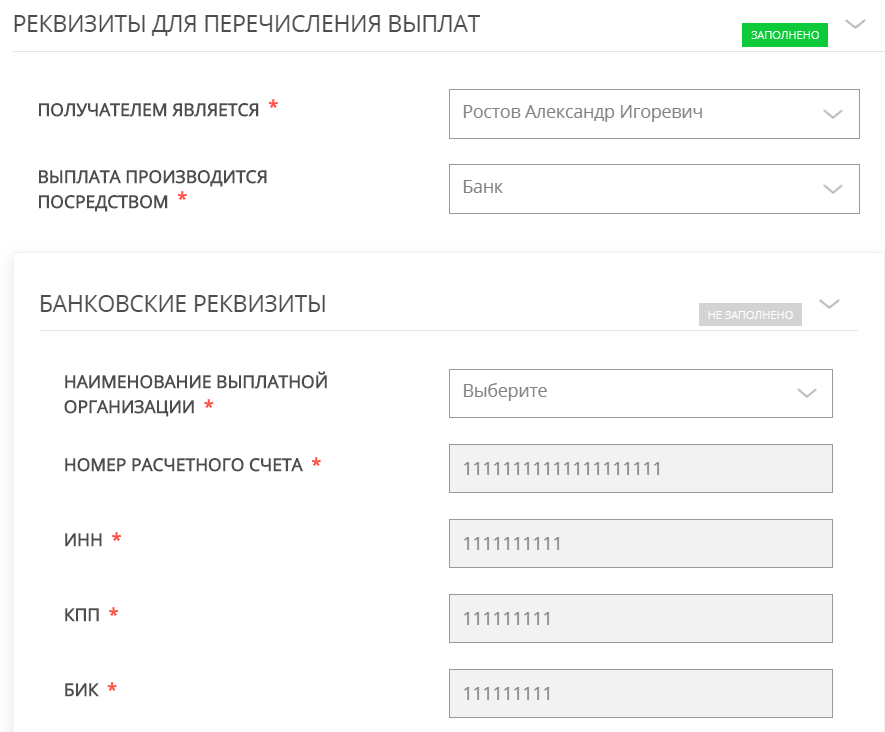 РЕКВИЗИТЫ ДЛЯ ПЕРЕЧИСЛЕНИЯ ВЫПЛАТ
ЗАПОЛНЕНО
ПОЛУЧАТЕЛЕМ ЯВЛЯЕТСЯ *
Ростов Александр Игоревич
ВЫПЛАТА ПРОИЗВОДИТСЯ
ПОСРЕДСТВОМ *
Банк
БАНКОВСКИЕ РЕКВИЗИТЫ
НЕ ЗАПОЛНЕНО
НАИМЕНОВАНИЕ ВЫПЛАТНОЙ
ОРГАНИЗАЦИИ *
Выберите
НОМЕР РАСЧЕТНОГО СЧЕТА *
11111111111111111111
ИНН *
1111111111
КПП *
111111111
БИК *
111111111